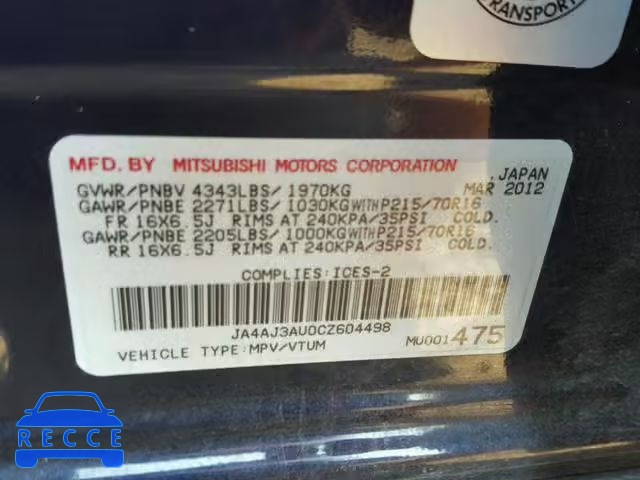 TRANSPORT
MFD. BY MITSUBISHI MOTORS CORPORATION, JAPAN
GVWR/PNBV 4343LBS/1970KG MAR 2012
GAWR/PNBE 2271LBS/1030KG WITH P215/70R16
FR 16X6.5J RIMS AT 240KPA/35PSI COLD.
GAWR/PNBE 2205LBS/1000KG WITH P215/70R16
RR 16X6.5J RIMS AT 240KPA/35PSI COLD.
COMPLIES:ICES-2
JA4AJ3AU0CZ604498
VEHICLE TYPE:MPV/VTUM MU001475
RECCE